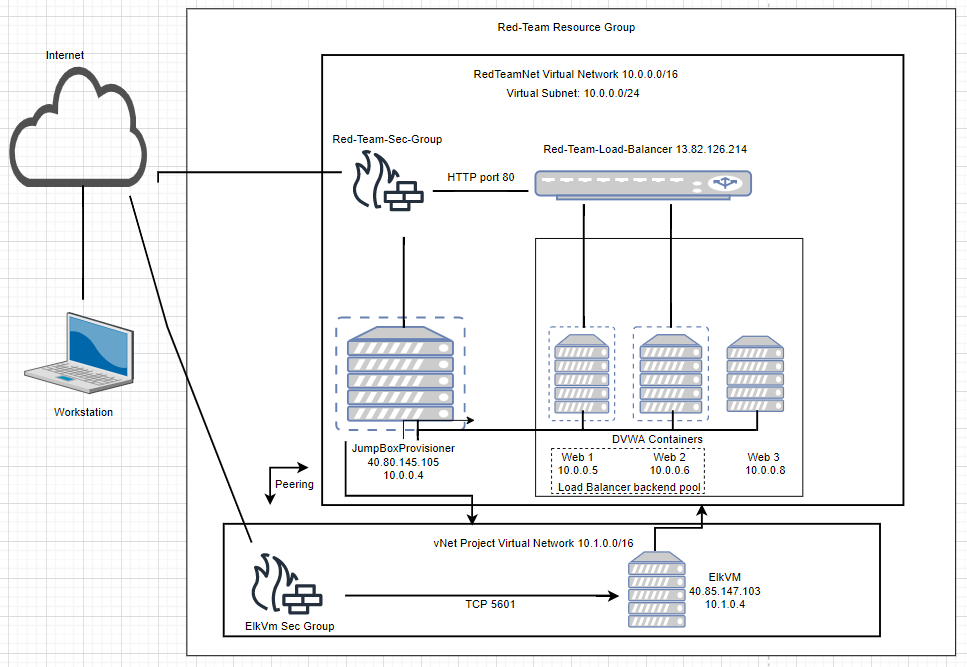 Red-Team Resource Group
Internet
RedTeamNet Virtual Network 10.0.0.0/16
Virtual Subnet: 10.0.0.0/24
Red-Team-Sec-Group
Red-Team-Load-Balancer 13.82.126.214
HTTP port 80
Workstation
DVWA Containers
JumpBoxProvisioner
40.80.145.105
10.0.0.4
Web 1
10.0.0.5
Web 2
10.0.0.6
Web 3
10.0.0.8
Load Balancer backend pool
Peering
vNet Project Virtual Network 10.1.0.0/16
ElkVM
40.85.147.103
10.1.0.4
TCP 5601
ElkVm Sec Group